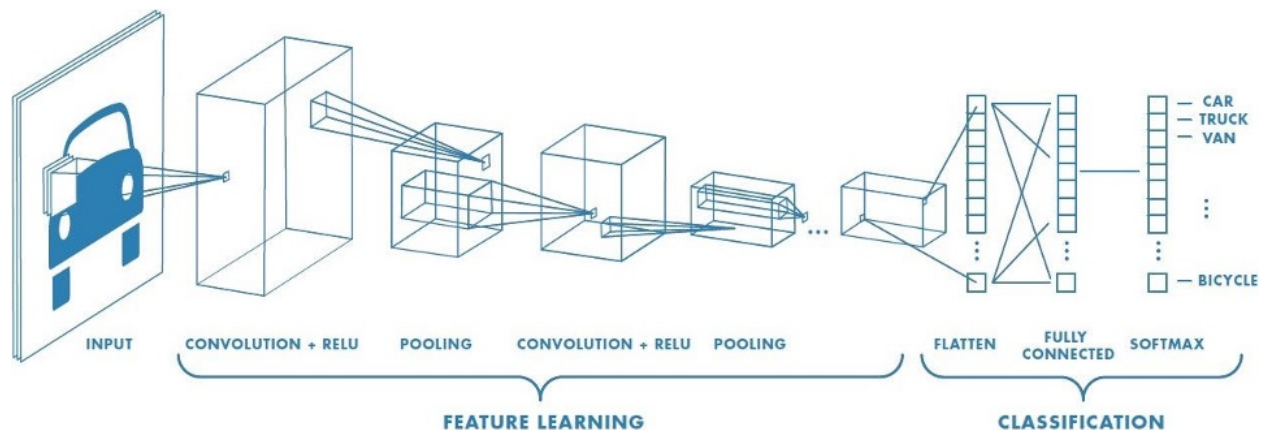 CAR
TRUCK
VAN
BICYCLE
INPUT
CONVOLUTION + RELU
POOLING
CONVOLUTION + RELU
POOLING
FLATTEN
FULLY
CONNECTED
SOFTMAX
FEATURE LEARNING
CLASSIFICATION